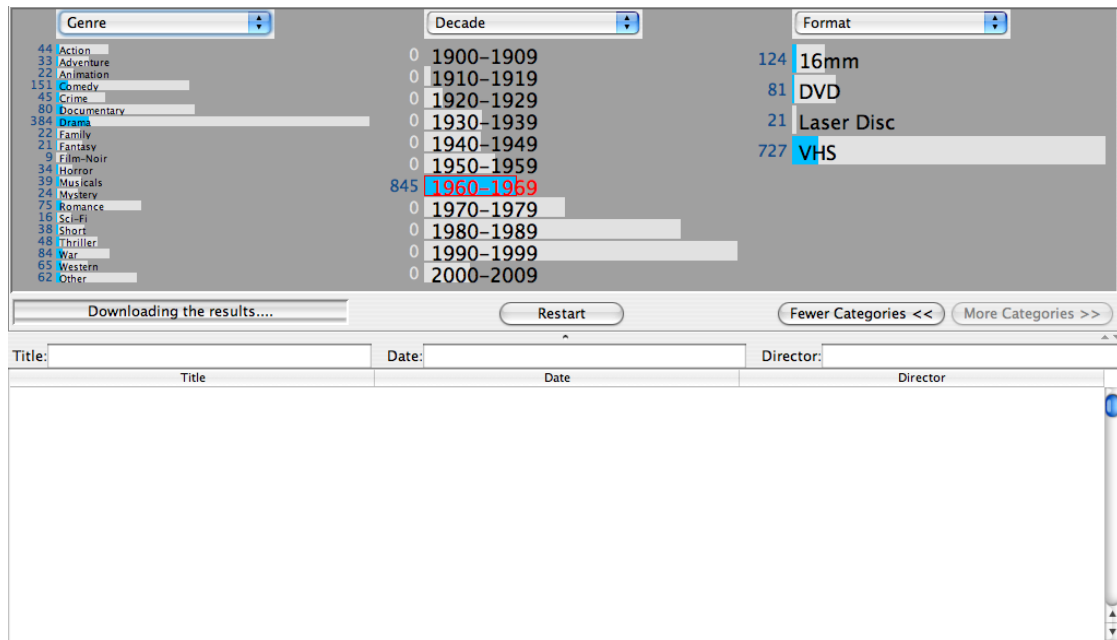 Genre
44 Action
33 Adventure
22 Animation
151 Comedy
45 Crime
80 Documentary
384 Drama
22 Family
21 Fantasy
9 Film-Noir
34 Horror
39 Musicals
24 Mystery
75 Romance
16 Sci-Fi
38 Short
48 Thriller
84 War
65 Western
62 Other
Decade
0 1900-1909
0 1910-1919
0 1920-1929
0 1930-1939
0 1940-1949
0 1950-1959
845 1960-1969
0 1970-1979
0 1980-1989
0 1990-1999
0 2000-2009
Format
124 16mm
81 DVD
21 Laser Disc
727 VHS
Downloading the results.... Restart Fewer Categories << More Categories >>
Title: Date: Director:
Title Date Director